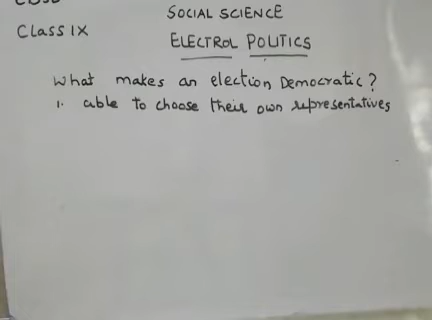 SOCIAL SCIENCE
Class IX
ELECTROL POLITICS
What makes an election Democratic?
1. able to choose their own representatives